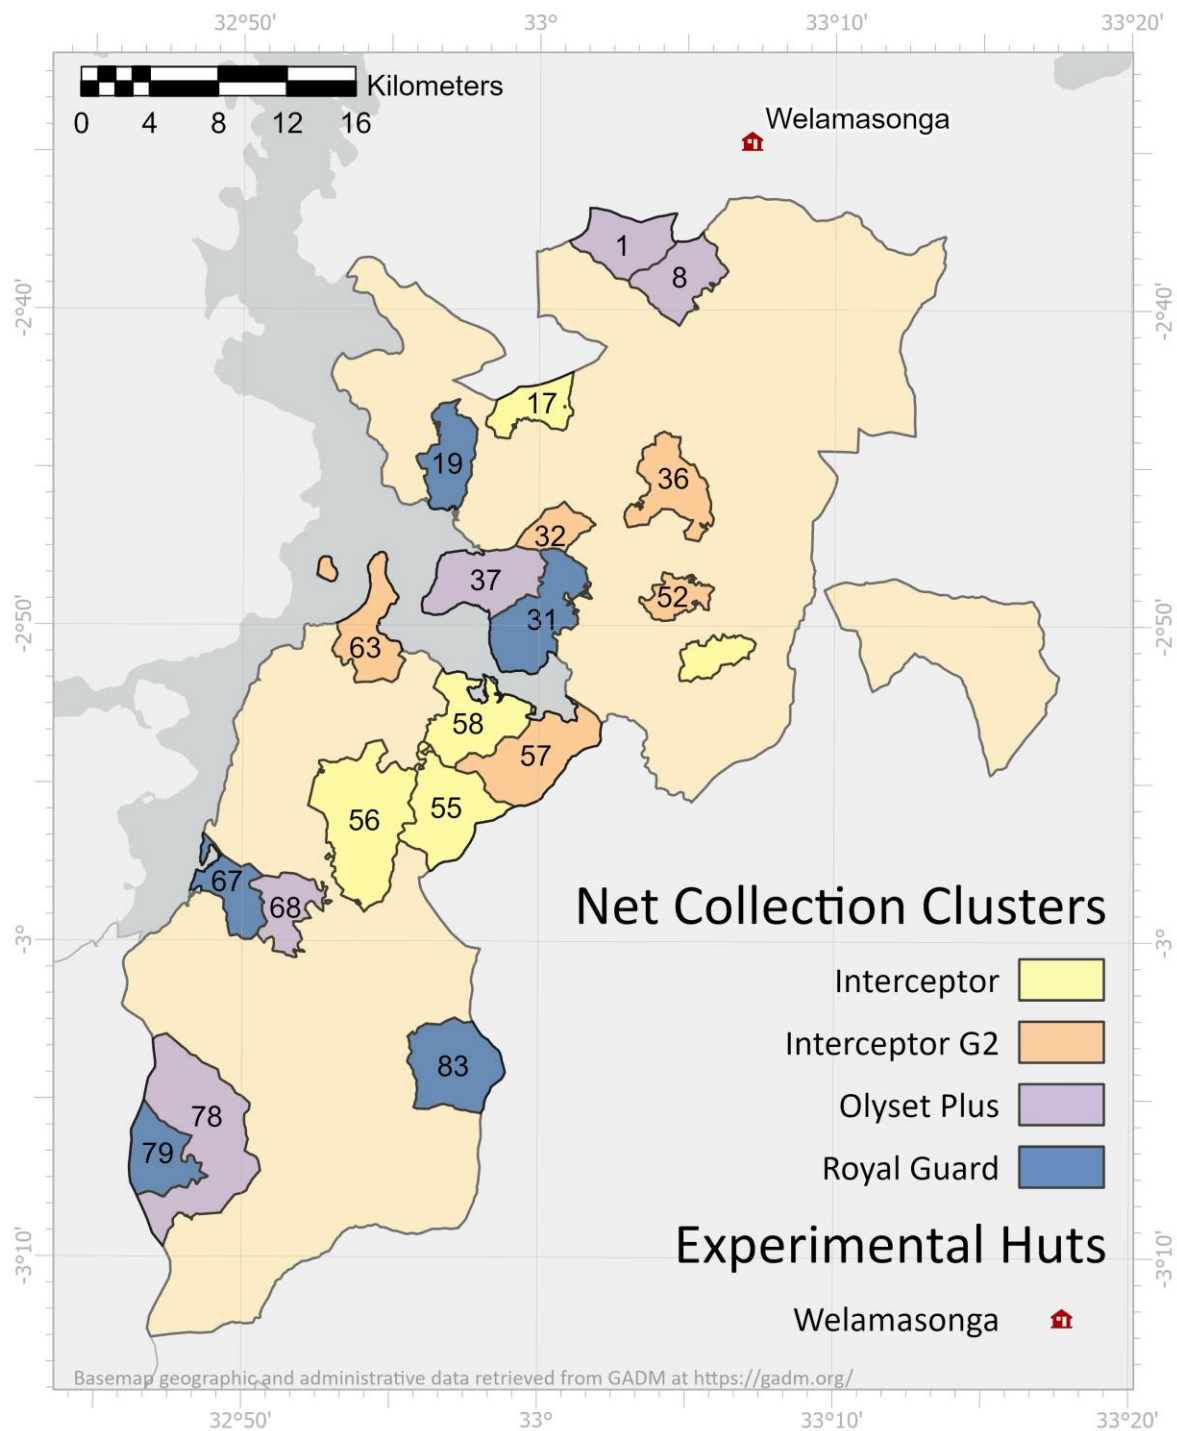 32°50' 33° 33°10' 33°20'
Kilometers
0 4 8 12 16
Welamasonga
1
8
-2°40' -2°40'
17
19
36
32
37
52
31
-2°50' -2°50'
63
58
57
55
56
67
68
Net Collection Clusters
-3° -3°
Interceptor
Interceptor G2
83
Olyset Plus
78
79
Royal Guard
Experimental Huts
-3°10' -3°10'
Welamasonga
Basemap geographic and administrative data retrieved from GADM at https://gadm.org/
32°50' 33° 33°10' 33°20'